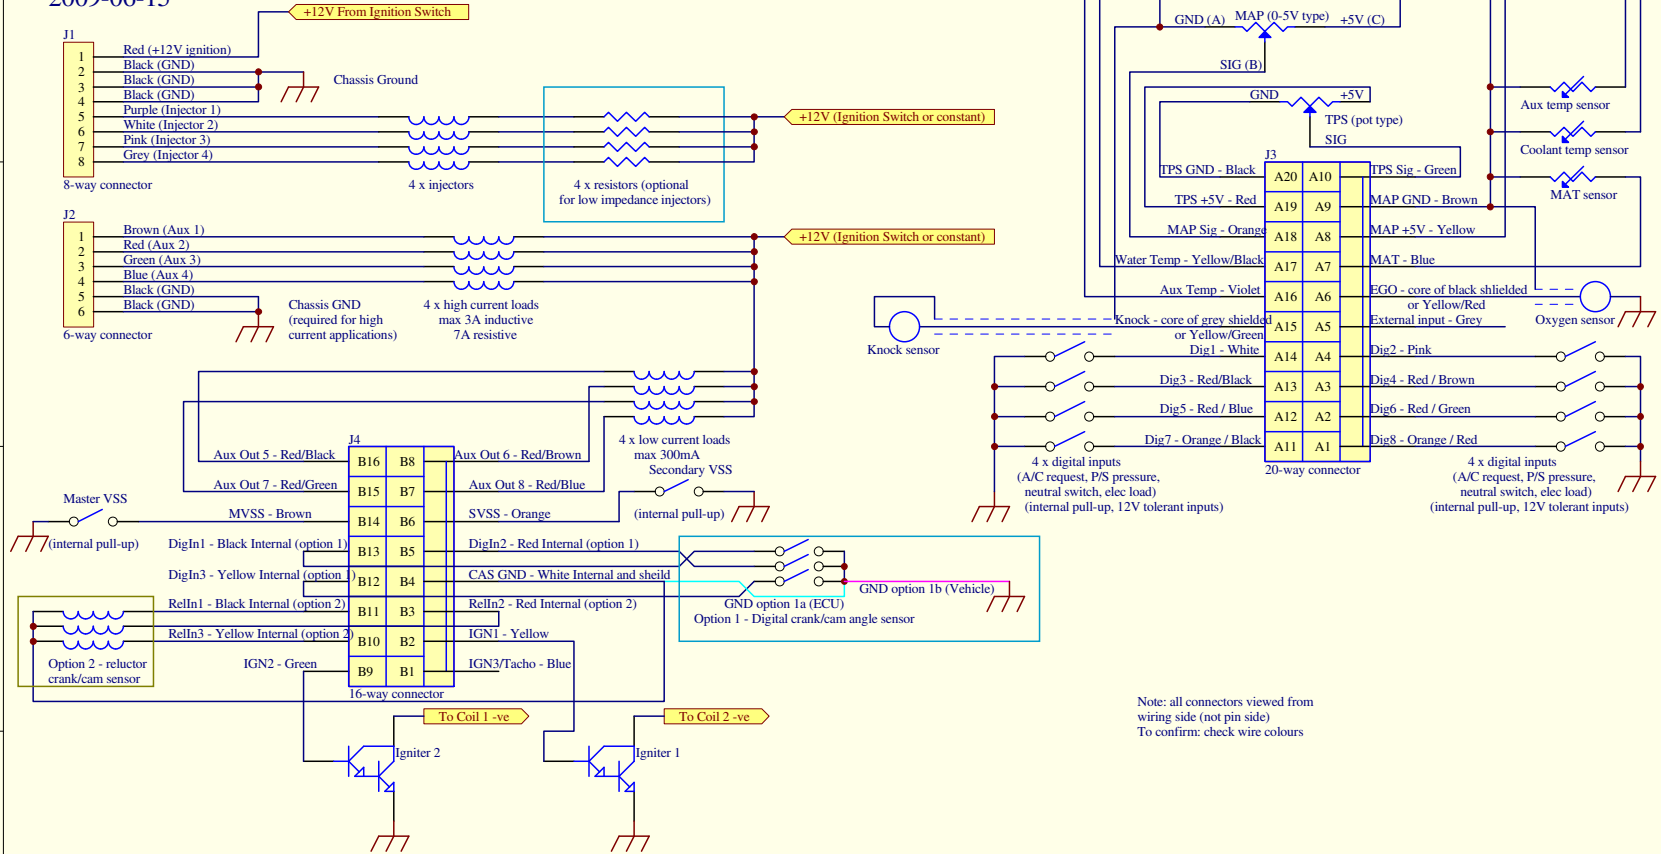 2009-06-15
+12V From Ignition Switch
J1
1 Red (+12V ignition)
2 Black (GND)
3 Black (GND)
4 Black (GND)
5 Purple (Injector 1)
6 White (Injector 2)
7 Pink (Injector 3)
8 Grey (Injector 4)
8-way connector
Chassis Ground
4 x injectors
4 x resistors (optional
for low impedance injectors)
+12V (Ignition Switch or constant)
J2
1 Brown (Aux 1)
2 Red (Aux 2)
3 Green (Aux 3)
4 Blue (Aux 4)
5 Black (GND)
6 Black (GND)
6-way connector
Chassis GND
(required for high
current applications)
4 x high current loads
max 3A inductive
7A resistive
+12V (Ignition Switch or constant)
4 x low current loads
max 300mA
Secondary VSS
(internal pull-up)
J4
Aux Out 5 - Red/Black B16 B8 Aux Out 6 - Red/Brown
Aux Out 7 - Red/Green B15 B7 Aux Out 8 - Red/Blue
Master VSS
(internal pull-up)
MVSS - Brown B14 B6 SVSS - Orange
DigIn1 - Black Internal (option 1) B13 B5 DigIn2 - Red Internal (option 1)
DigIn3 - Yellow Internal (option 1) B12 B4 CAS GND - White Internal and sheild
RelIn1 - Black Internal (option 2) B11 B3 RelIn2 - Red Internal (option 2)
RelIn3 - Yellow Internal (option 2) B10 B2 IGN1 - Yellow
IGN2 - Green B9 B1 IGN3/Tacho - Blue
16-way connector
Option 2 - reluctor
crank/cam sensor
GND option 1b (Vehicle)
GND option 1a (ECU)
Option 1 - Digital crank/cam angle sensor
To Coil 1 -ve
Igniter 2
To Coil 2 -ve
Igniter 1
GND (A) MAP (0-5V type) +5V (C)
SIG (B)
GND +5V
TPS (pot type)
SIG
Aux temp sensor
Coolant temp sensor
MAT sensor
J3
TPS GND - Black A20 A10 TPS Sig - Green
TPS +5V - Red A19 A9 MAP GND - Brown
MAP Sig - Orange A18 A8 MAP +5V - Yellow
Water Temp - Yellow/Black A17 A7 MAT - Blue
Aux Temp - Violet A16 A6 EGO - core of black shlielded
or Yellow/Red
Oxygen sensor
Knock - core of grey shielded A15 A5 External input - Grey
or Yellow/Green
Knock sensor
Dig1 - White A14 A4 Dig2 - Pink
Dig3 - Red/Black A13 A3 Dig4 - Red / Brown
Dig5 - Red / Blue A12 A2 Dig6 - Red / Green
Dig7 - Orange / Black A11 A1 Dig8 - Orange / Red
20-way connector
4 x digital inputs
(A/C request, P/S pressure,
neutral switch, elec load)
(internal pull-up, 12V tolerant inputs)
4 x digital inputs
(A/C request, P/S pressure,
neutral switch, elec load)
(internal pull-up, 12V tolerant inputs)
Note: all connectors viewed from
wiring side (not pin side)
To confirm: check wire colours